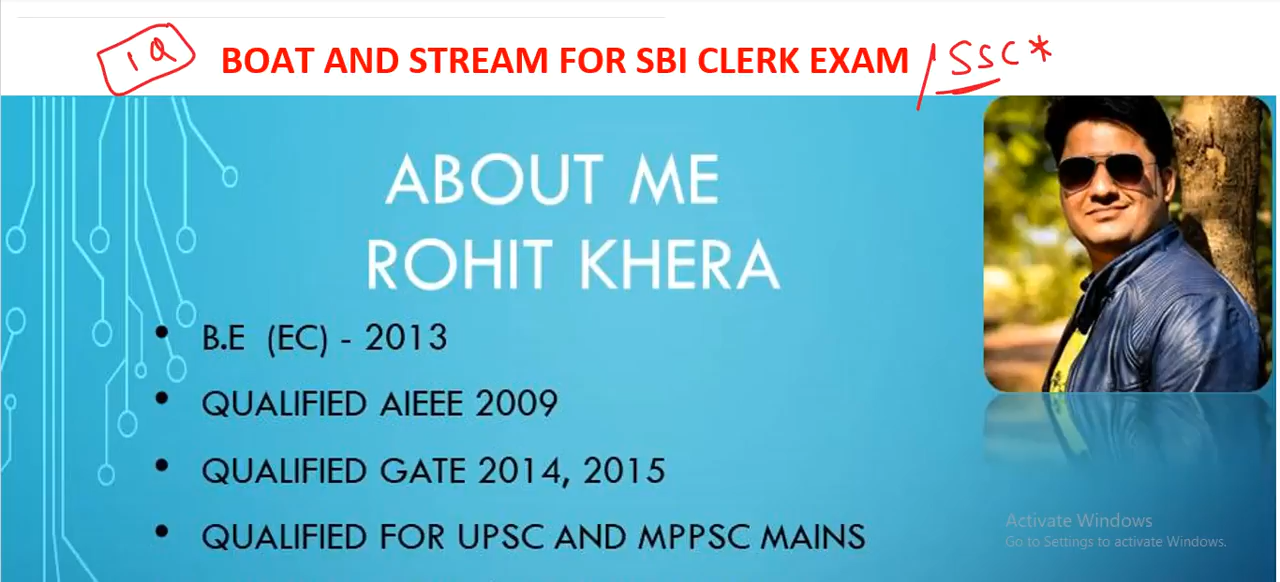 1Q BOAT AND STREAM FOR SBI CLERK EXAM / SSC*
ABOUT ME
ROHIT KHERA
• B.E (EC) - 2013
• QUALIFIED AIEEE 2009
• QUALIFIED GATE 2014, 2015
• QUALIFIED FOR UPSC AND MPPSC MAINS
Activate Windows
Go to Settings to activate Windows.